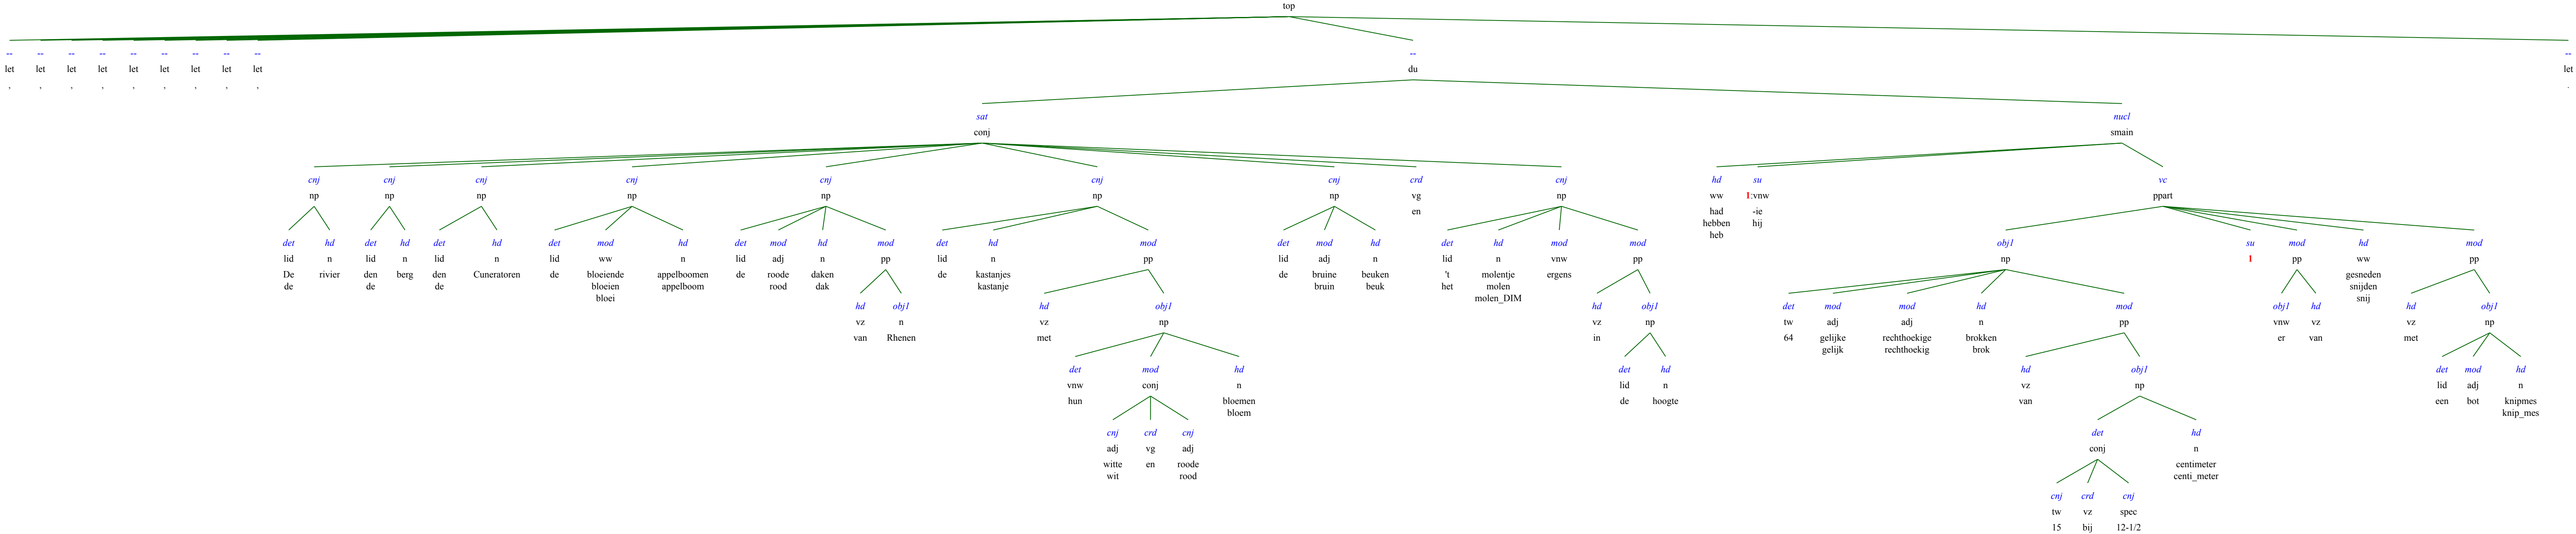 top
-- -- -- -- -- -- -- -- -- -- --
let let let let let let let let let du let
, , , , , , , , , .
sat nucl
conj smain
cnj cnj cnj cnj cnj cnj cnj crd cnj hd su vc
np np np np np np np vg np ww 1:vnw ppart
en had -ie
hebben hij
heb
det hd det hd det hd det mod hd det mod hd mod det hd mod det mod hd det hd mod mod obj1 su mod hd mod
lid n lid n lid n lid ww n lid adj n pp lid n pp lid adj n lid n vnw pp np 1 pp ww pp
De rivier den berg den Cuneratoren de bloeiende appelboomen de roode daken de kastanjes de bruine beuken 't molentje ergens gesneden
de de de bloeien appelboom rood dak kastanje bruin beuk het molen snijden
bloei molen_DIM snij
hd obj1 hd obj1 hd obj1 det mod mod hd mod obj1 hd hd obj1
vz n vz np vz np tw adj adj n pp vnw vz vz np
van Rhenen met in 64 gelijke rechthoekige brokken er van met
gelijk rechthoekig brok
det mod hd det hd hd obj1 det mod hd
vnw conj n lid n vz np lid adj n
hun bloemen de hoogte van een bot knipmes
bloem knip_mes
cnj crd cnj det hd
adj vg adj conj n
witte en roode centimeter
wit rood centi_meter
cnj crd cnj
tw vz spec
15 bij 12-1/2